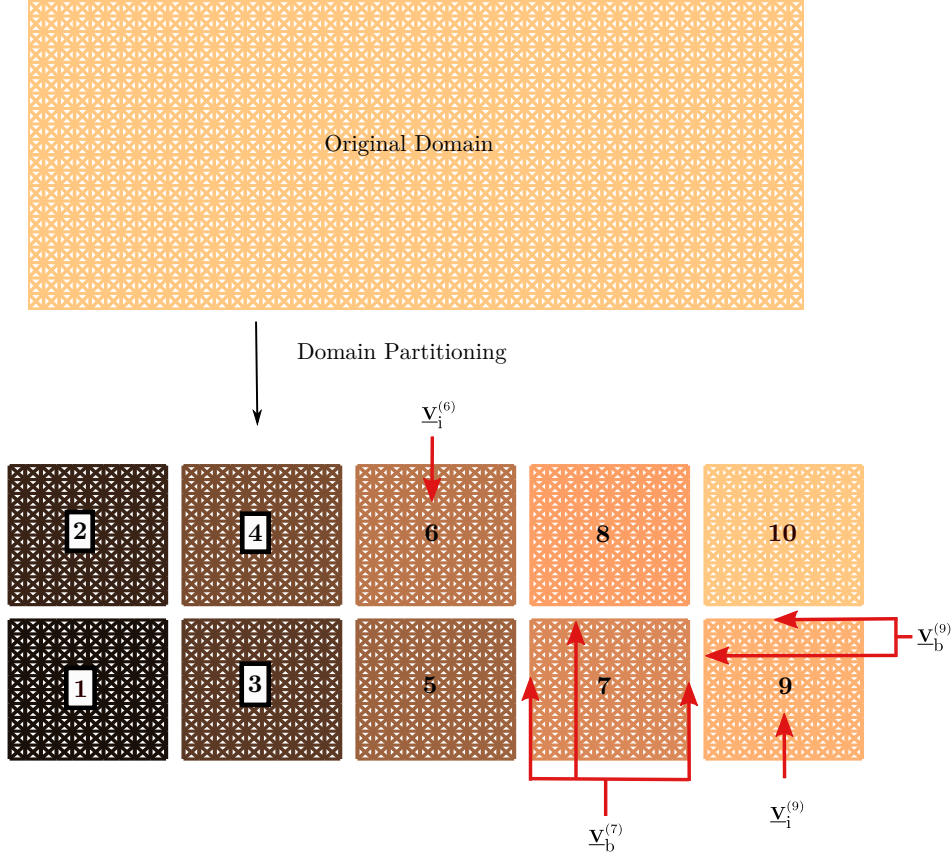 Original Domain
Domain Partitioning
v_i^(6)
2 4 6 8 10
v_b^(9)
1 3 5 7 9
v_i^(9)
v_b^(7)